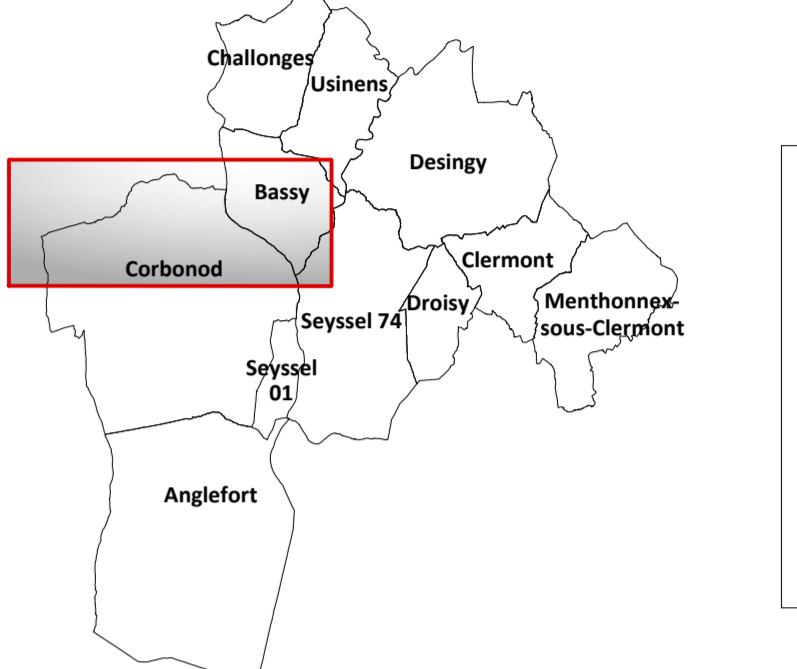 Challonges
Usinens
Desingy
Bassy
Clermont
Corbonod
Droisy
Menthonnex-
sous-Clermont
Seyssel 74
Seyssel
01
Anglefort